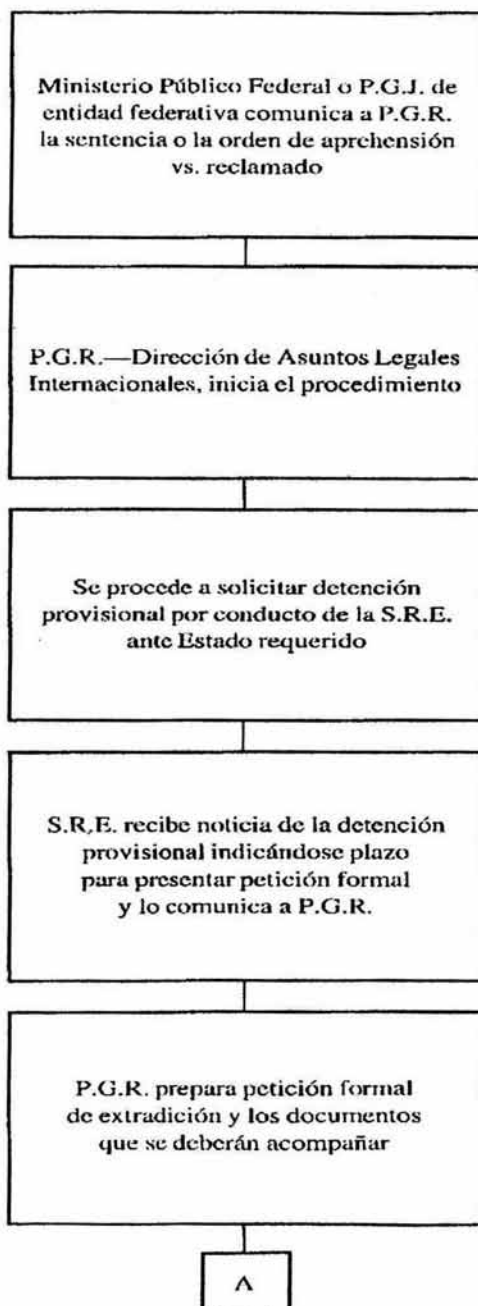 Ministerio Público Federal o P.G.J. de
entidad federativa comunica a P.G.R.
la sentencia o la orden de aprehensión
vs. reclamado
P.G.R.—Dirección de Asuntos Legales
Internacionales, inicia el procedimiento
Se procede a solicitar detención
provisional por conducto de la S.R.E.
ante Estado requerido
S.R.E. recibe noticia de la detención
provisional indicándose plazo
para presentar petición formal
y lo comunica a P.G.R.
P.G.R. prepara petición formal
de extradición y los documentos
que se deberán acompañar
A